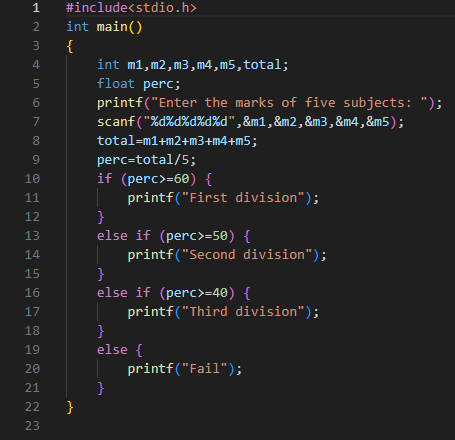 1 #include<stdio.h>
2 int main()
3 {
4     int m1,m2,m3,m4,m5,total;
5     float perc;
6     printf("Enter the marks of five subjects: ");
7     scanf("%d%d%d%d%d",&m1,&m2,&m3,&m4,&m5);
8     total=m1+m2+m3+m4+m5;
9     perc=total/5;
10     if (perc>=60) {
11         printf("First division");
12     }
13     else if (perc>=50) {
14         printf("Second division");
15     }
16     else if (perc>=40) {
17         printf("Third division");
18     }
19     else {
20         printf("Fail");
21     }
22 }
23